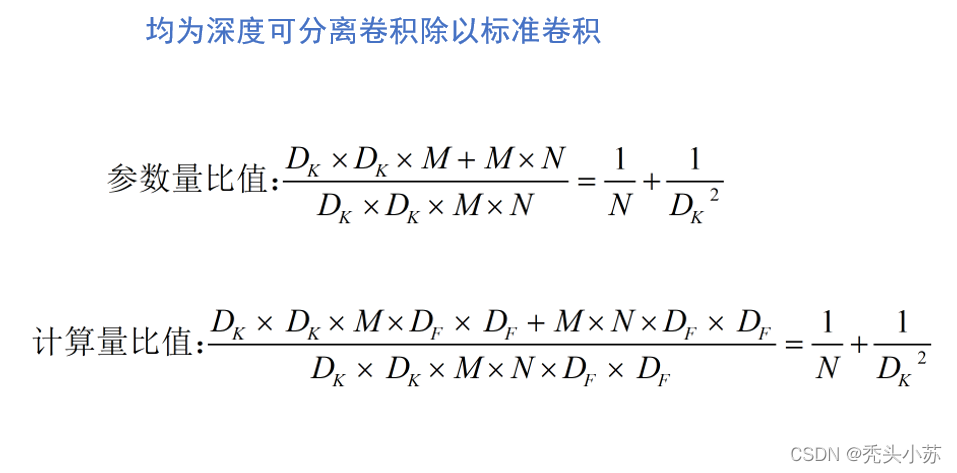 均为深度可分离卷积除以标准卷积
参数量比值: \frac{D_K \times D_K \times M + M \times N}{D_K \times D_K \times M \times N} = \frac{1}{N} + \frac{1}{D_K^2}
计算量比值: \frac{D_K \times D_K \times M \times D_F \times D_F + M \times N \times D_F \times D_F}{D_K \times D_K \times M \times N \times D_F \times D_F} = \frac{1}{N} + \frac{1}{D_K^2}
CSDN @秃头小苏